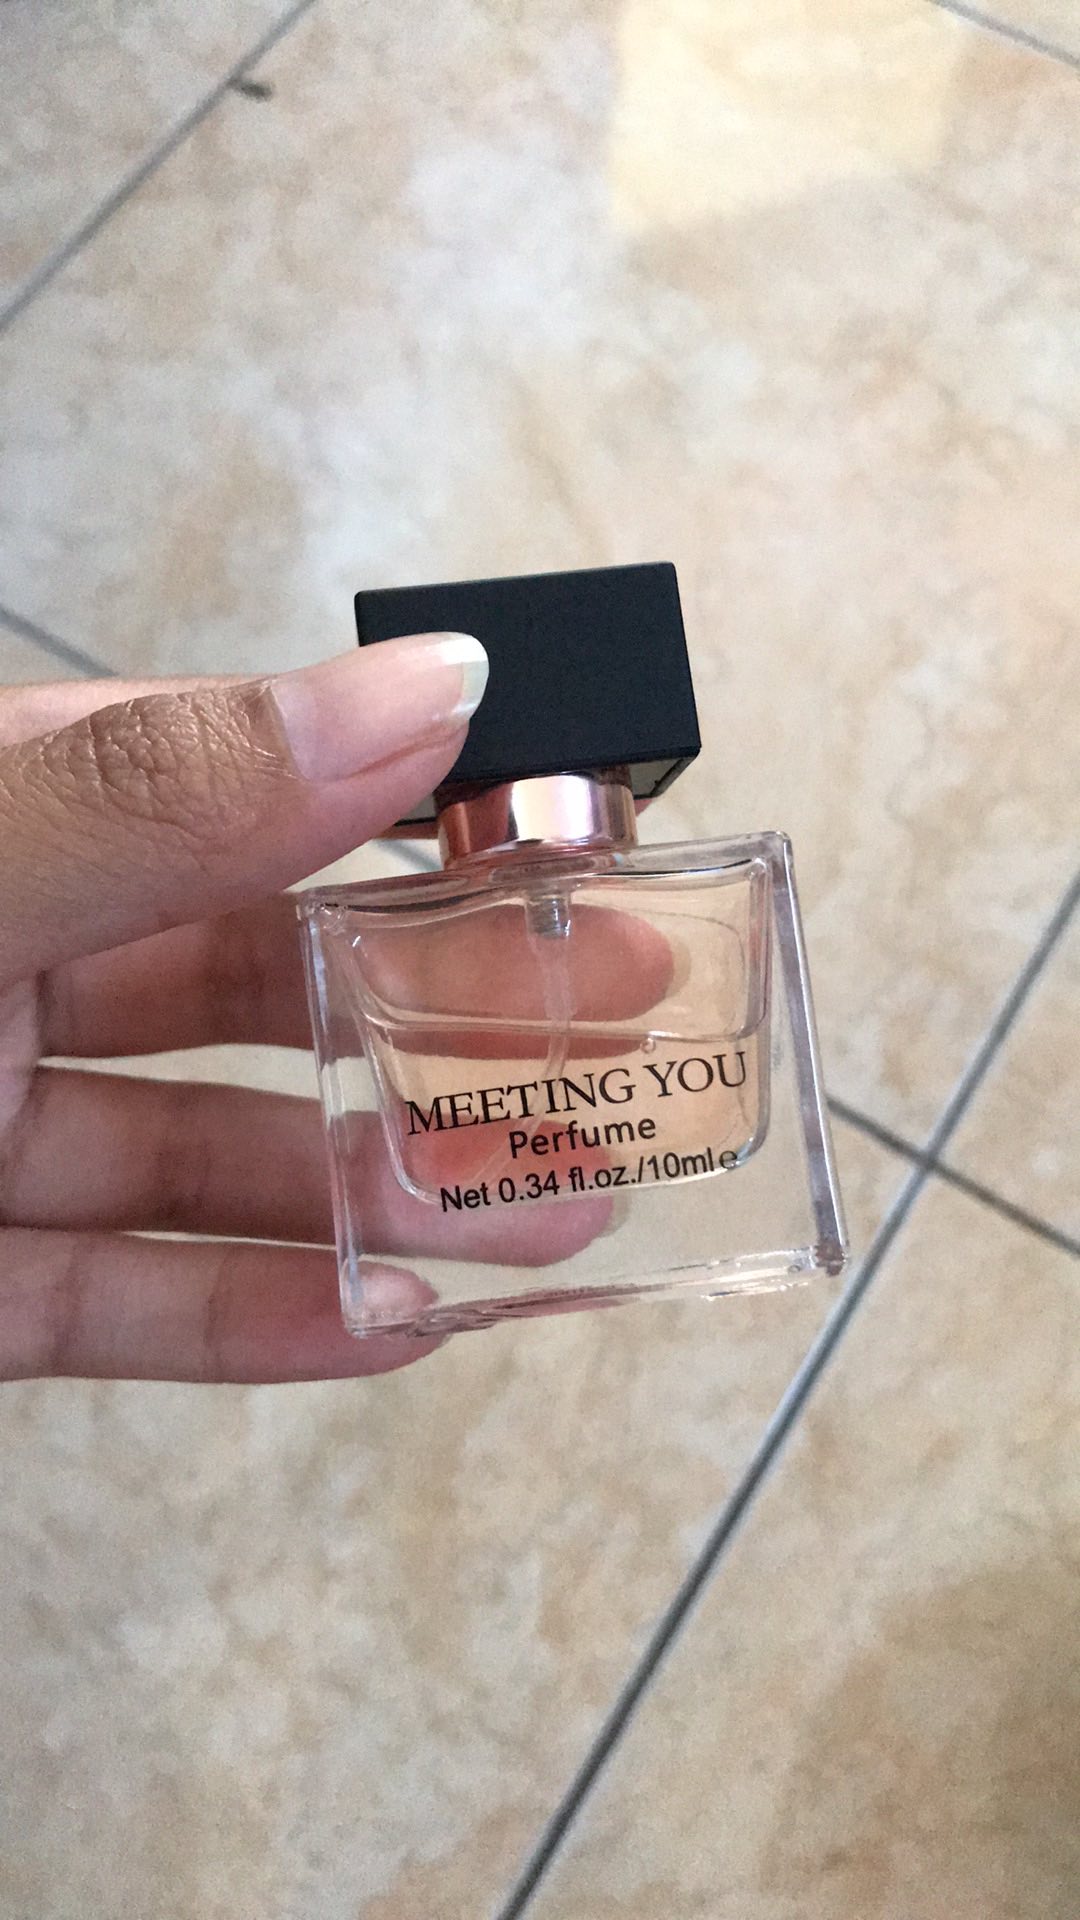 MEETING YOU
Perfume
Net 0.34 fl.oz./10ml e